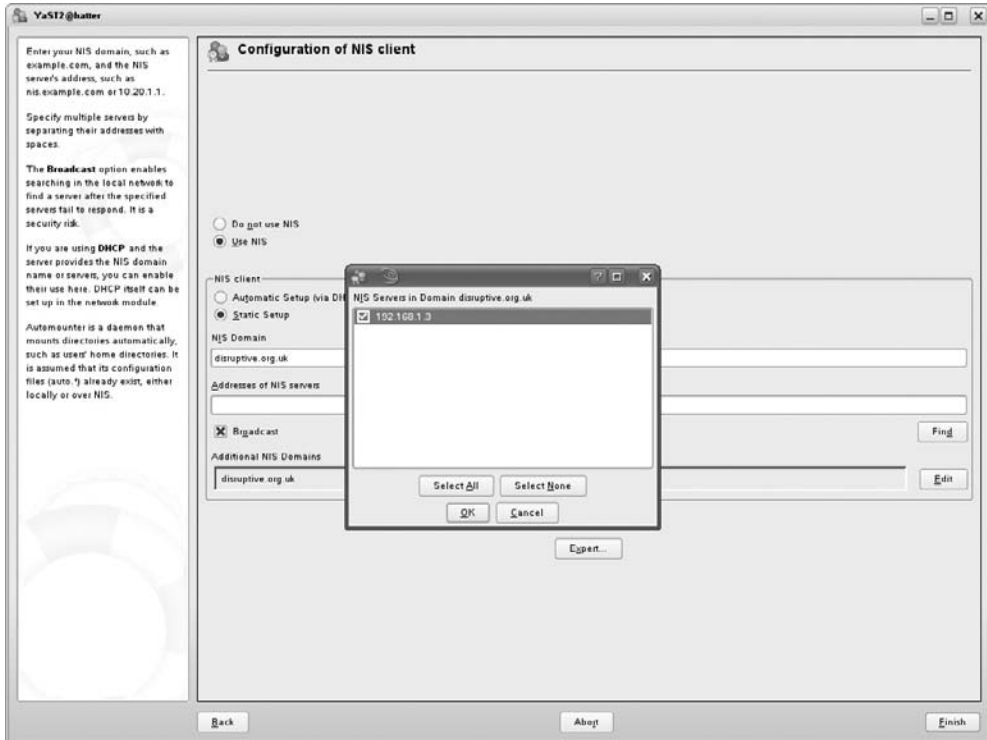 YaST2@hatter
Enter your NIS domain, such as
example.com, and the NIS
server's address, such as
nis.example.com or 10.20.1.1.
Specify multiple servers by
separating their addresses with
spaces.
The Broadcast option enables
searching in the local network to
find a server after the specified
servers fail to respond. It is a
security risk.
If you are using DHCP and the
server provides the NIS domain
name or servers, you can enable
their use here. DHCP itself can be
set up in the network module.
Automounter is a daemon that
mounts directories automatically,
such as users' home directories. It
is assumed that its configuration
files (auto.*) already exist, either
locally or over NIS.
Configuration of NIS client
Do not use NIS
Use NIS
NIS client
Automatic Setup (via DH
Static Setup
NIS Domain
disruptive.org.uk
Addresses of NIS servers
Broadcast
Find
Additional NIS Domains
disruptive.org.uk
Edit
NIS Servers in Domain disruptive.org.uk
192.168.1.3
Select All
Select None
OK
Cancel
Expert...
Back
Abort
Finish